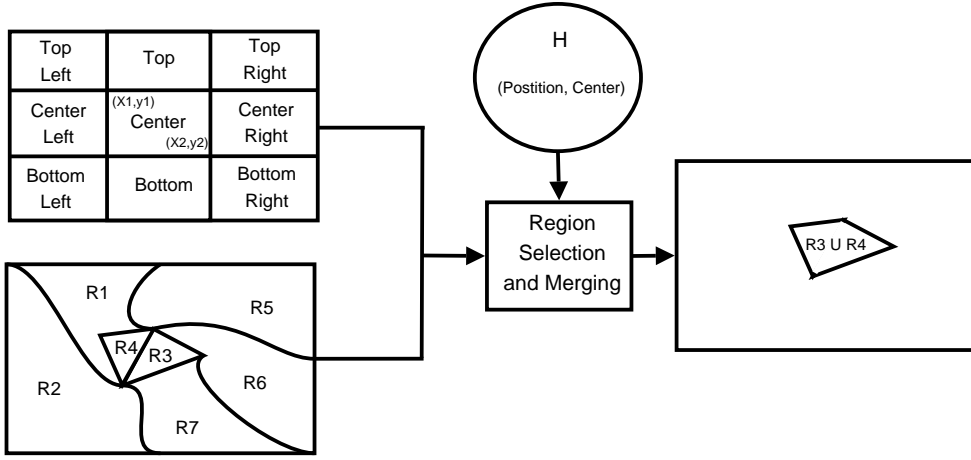 Top
Left
Top
Top
Right
Center
Left
(X1,y1)
Center
(X2,y2)
Center
Right
Bottom
Left
Bottom
Bottom
Right
H
(Postition, Center)
Region
Selection
and Merging
R3 U R4
R1
R5
R4
R3
R2
R6
R7